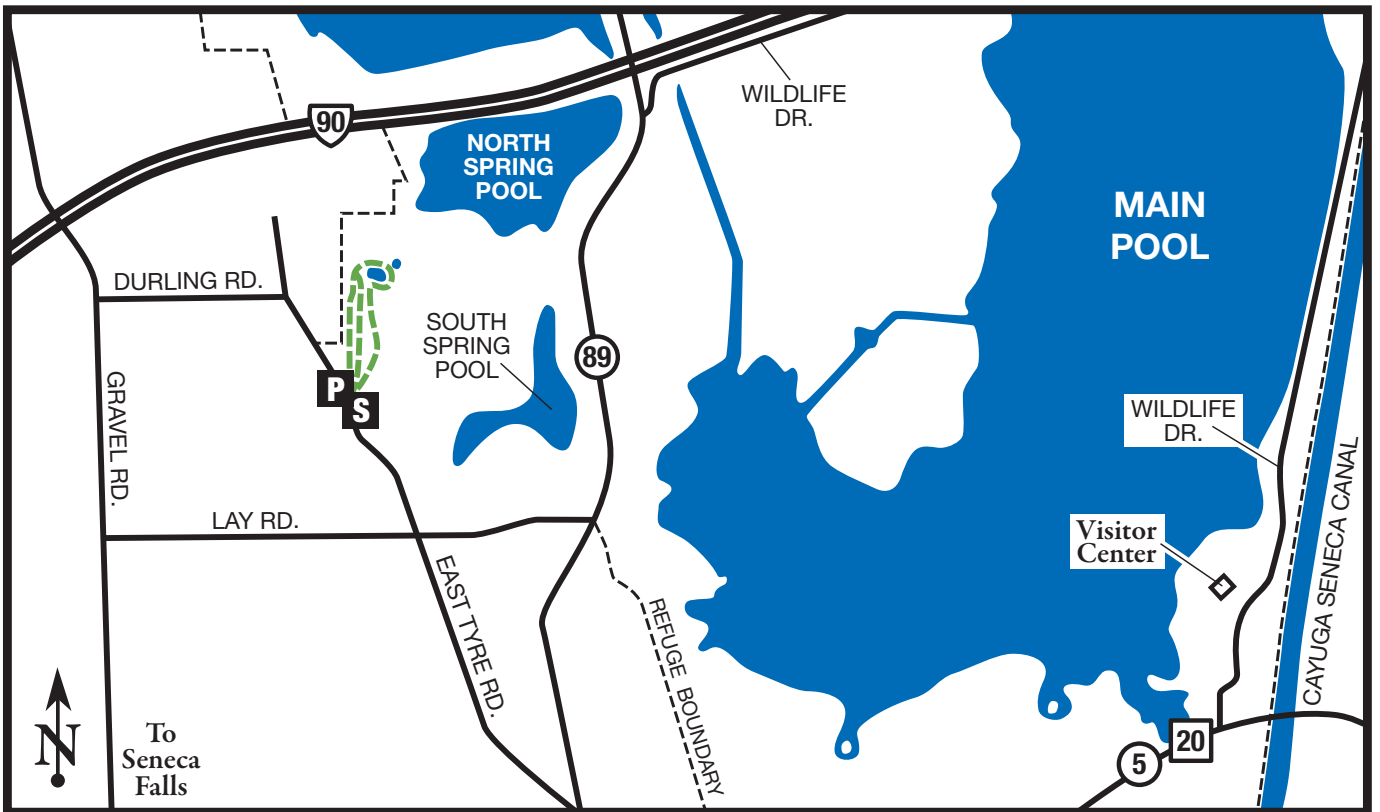 90
WILDLIFE
DR.
NORTH
SPRING
POOL
MAIN
POOL
DURLING RD.
SOUTH
SPRING
POOL
89
P
S
GRAVEL RD.
WILDLIFE
DR.
CAYUGA SENECA CANAL
LAY RD.
Visitor
Center
EAST TYRE RD.
REFUGE BOUNDARY
N
To
Seneca
Falls
20
5